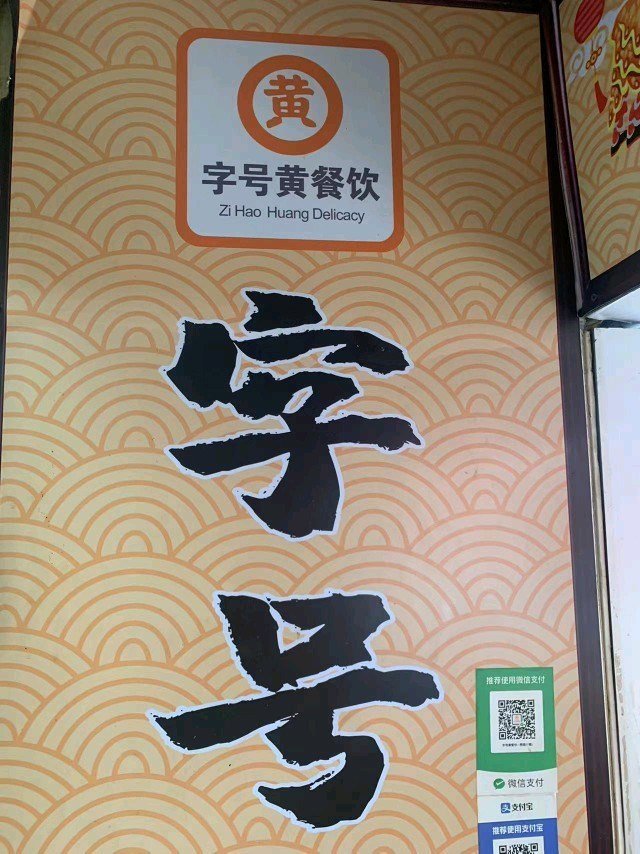 黄
字号黄餐饮
Zi Hao Huang Delicacy
字
号
推荐使用微信支付
微信支付
支付宝
推荐使用支付宝